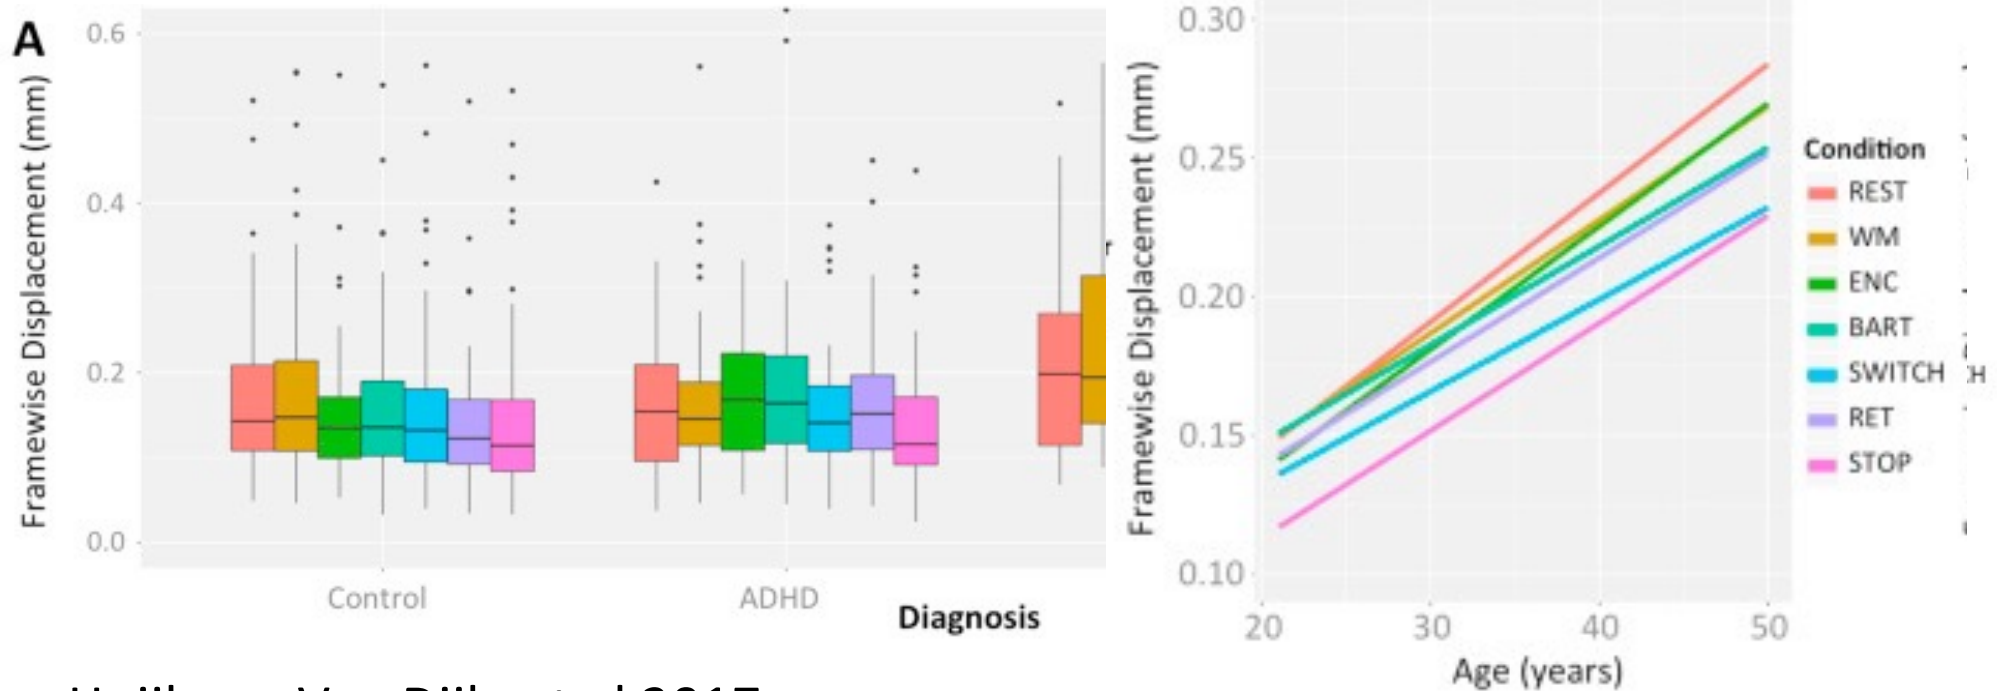 A
Framewise Displacement (mm)
0.6
0.4
0.2
0.0
Control
ADHD
Diagnosis
Framewise Displacement (mm)
0.30
0.25
0.20
0.15
0.10
20
30
40
50
Age (years)
Condition
REST
WM
ENC
BART
SWITCH
RET
STOP